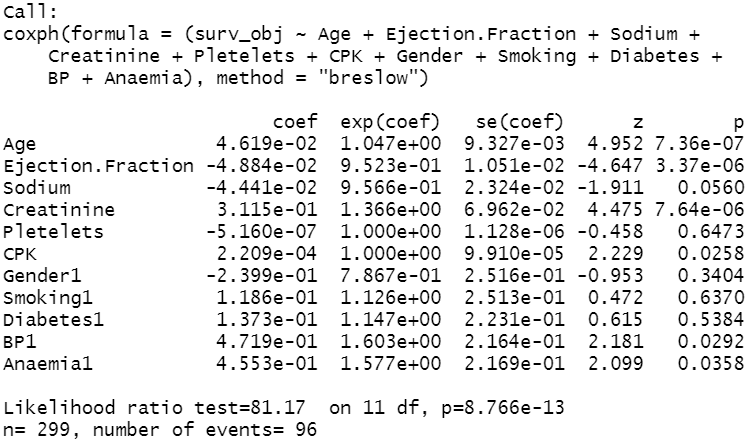 Call:
coxph(formula = (surv_obj ~ Age + Ejection.Fraction + Sodium +
    Creatinine + Pletelets + CPK + Gender + Smoking + Diabetes +
    BP + Anaemia), method = "breslow")

                        coef  exp(coef)   se(coef)      z        p
Age                4.619e-02  1.047e+00  9.327e-03  4.952 7.36e-07
Ejection.Fraction -4.884e-02  9.523e-01  1.051e-02 -4.647 3.37e-06
Sodium            -4.441e-02  9.566e-01  2.324e-02 -1.911   0.0560
Creatinine         3.115e-01  1.366e+00  6.962e-02  4.475 7.64e-06
Pletelets         -5.160e-07  1.000e+00  1.128e-06 -0.458   0.6473
CPK                2.209e-04  1.000e+00  9.910e-05  2.229   0.0258
Gender1           -2.399e-01  7.867e-01  2.516e-01 -0.953   0.3404
Smoking1           1.186e-01  1.126e+00  2.513e-01  0.472   0.6370
Diabetes1          1.373e-01  1.147e+00  2.231e-01  0.615   0.5384
BP1                4.719e-01  1.603e+00  2.164e-01  2.181   0.0292
Anaemia1           4.553e-01  1.577e+00  2.169e-01  2.099   0.0358

Likelihood ratio test=81.17  on 11 df, p=8.766e-13
n= 299, number of events= 96